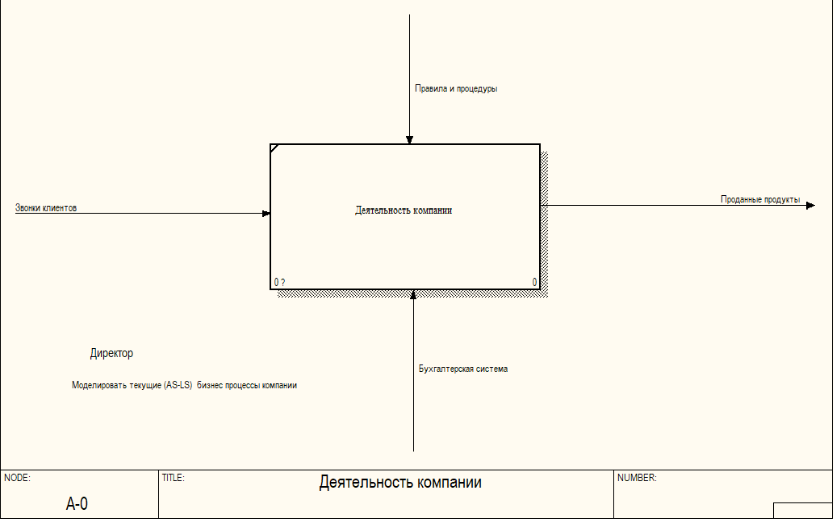 Правила и процедуры
Звонки клиентов
Деятельность компании
Проданные продукты
0 ?
0
Директор
Бухгалтерская система
Моделировать текущие (AS-LS) бизнес процессы компании
NODE:
TITLE:
Деятельность компании
NUMBER:
A-0